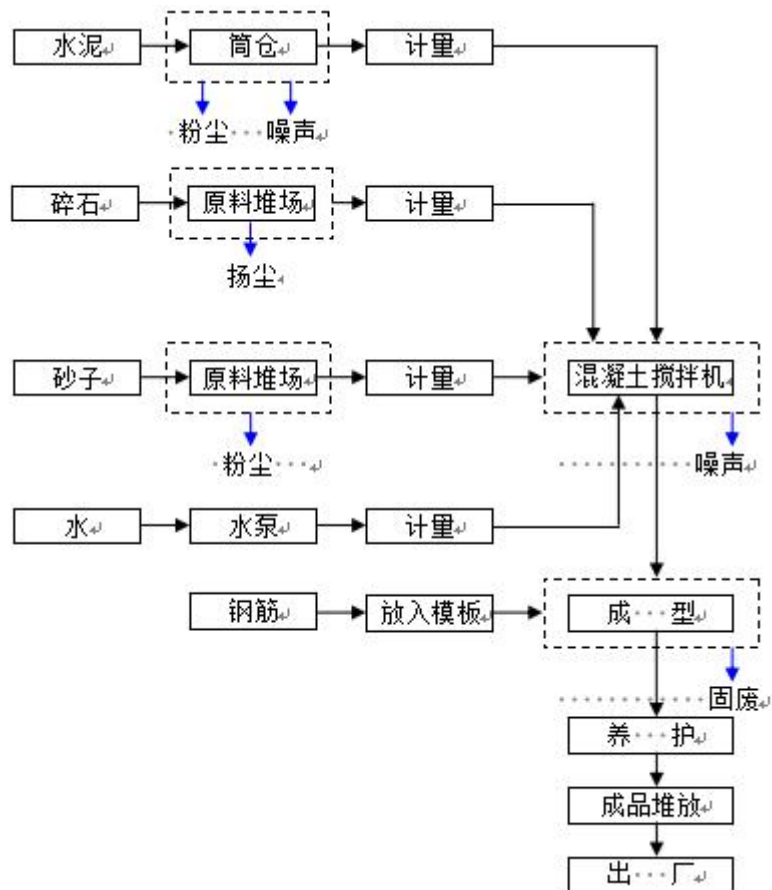 水泥 筒仓 计量
粉尘 噪声
碎石 原料堆场 计量
扬尘
砂子 原料堆场 计量 混凝土搅拌机
粉尘 噪声
水 水泵 计量
钢筋 放入模板 成 型
固废
养 护
成品堆放
出 厂